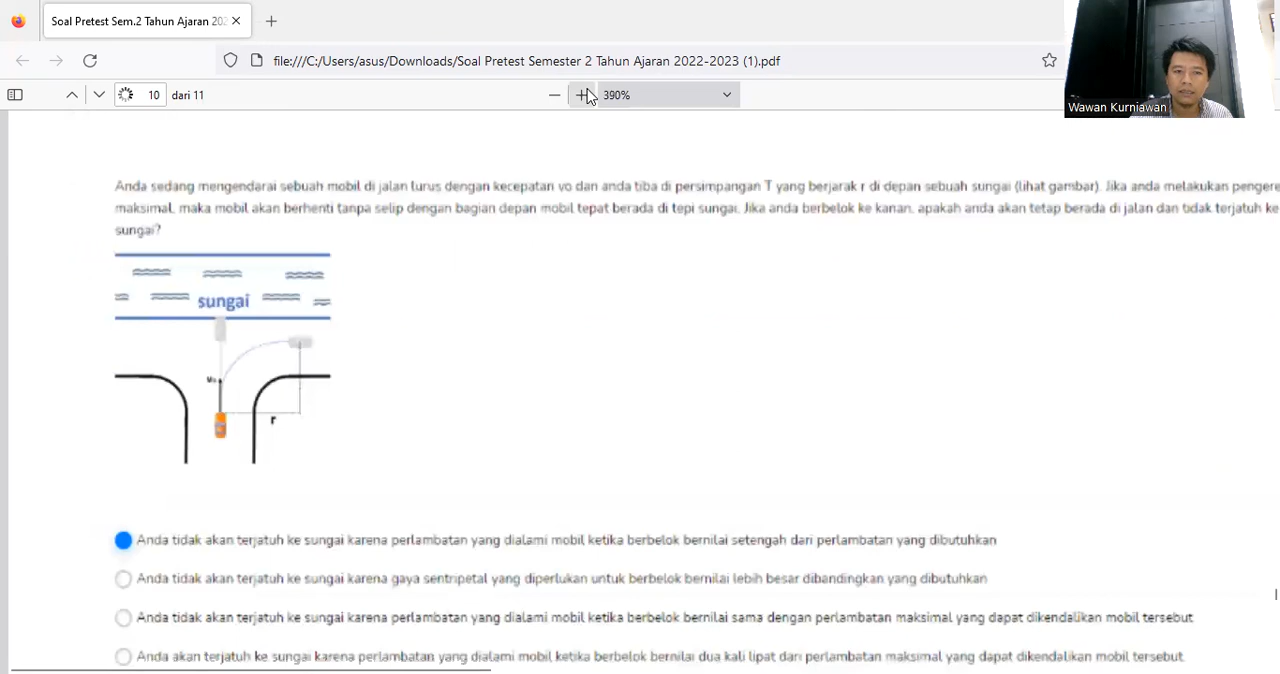 Soal Pretest Sem.2 Tahun Ajaran 202
file:///C:/Users/asus/Downloads/Soal Pretest Semester 2 Tahun Ajaran 2022-2023 (1).pdf
10 dari 11
390%
Wawan Kurniawan
Anda sedang mengendarai sebuah mobil di jalan lurus dengan kecepatan vo dan anda tiba di persimpangan T yang berjarak r di depan sebuah sungai (lihat gambar). Jika anda melakukan pengere
maksimal, maka mobil akan berhenti tanpa selip dengan bagian depan mobil tepat berada di tepi sungai. Jika anda berbelok ke kanan, apakah anda akan tetap berada di jalan dan tidak terjatuh ke
sungai?
sungai
r
Anda tidak akan terjatuh ke sungai karena perlambatan yang dialami mobil ketika berbelok bernilai setengah dari perlambatan yang dibutuhkan
Anda tidak akan terjatuh ke sungai karena gaya sentripetal yang diperlukan untuk berbelok bernilai lebih besar dibandingkan yang dibutuhkan
Anda tidak akan terjatuh ke sungai karena perlambatan yang dialami mobil ketika berbelok bernilai sama dengan perlambatan maksimal yang dapat dikendalikan mobil tersebut
Anda akan terjatuh ke sungai karena perlambatan yang dialami mobil ketika berbelok bernilai dua kali lipat dari perlambatan maksimal yang dapat dikendalikan mobil tersebut.